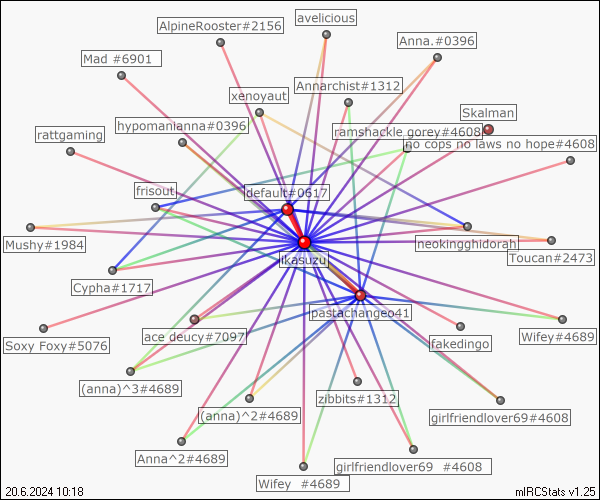 avelicious
AlpineRooster#2156
Anna.#0396
Mad #6901
Annarchist#1312
xenoyaut
Skalman
hypomanianna#0396
ramshackle gorey#4608
rattgaming
no cops no laws no hope#4608
frisout
default#0617
Mushy#1984
neokingghidorah
Toucan#2473
ikasuzu
Cypha#1717
pastachangeo41
Soxy Foxy#5076
ace deucy#7097
fakedingo
Wifey#4689
(anna)^3#4689
zibbits#1312
(anna)^2#4689
girlfriendlover69#4608
Anna^2#4689
girlfriendlover69 #4608
Wifey #4689
20.6.2024 10:18
mIRCStats v1.25